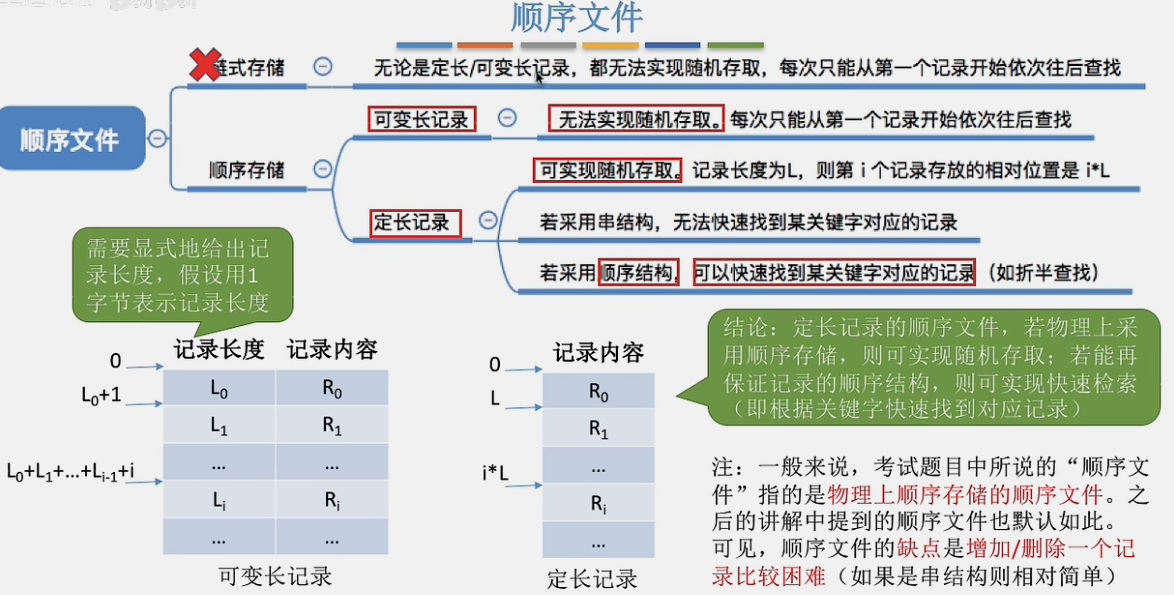 顺序文件
链式存储
无论是定长/可变长记录，都无法实现随机存取，每次只能从第一个记录开始依次往后查找
可变长记录
无法实现随机存取。每次只能从第一个记录开始依次往后查找
顺序文件
顺序存储
可实现随机存取。记录长度为L，则第 i 个记录存放的相对位置是 i*L
定长记录
若采用串结构，无法快速找到某关键字对应的记录
若采用顺序结构，可以快速找到某关键字对应的记录（如折半查找）
需要显式地给出记
录长度，假设用1
字节表示记录长度
结论：定长记录的顺序文件，若物理上采
用顺序存储，则可实现随机存取；若能再
保证记录的顺序结构，则可实现快速检索
（即根据关键字快速找到对应记录）
记录长度 记录内容
0
L₀+1
L₀+L₁+...+Lᵢ₋₁+i
L₀ R₀
L₁ R₁
... ...
Lᵢ Rᵢ
... ...
可变长记录
记录内容
0
L
i*L
R₀
R₁
...
Rᵢ
...
定长记录
注：一般来说，考试题目中所说的“顺序文
件”指的是物理上顺序存储的顺序文件。之
后的讲解中提到的顺序文件也默认如此。
可见，顺序文件的缺点是增加/删除一个记
录比较困难（如果是串结构则相对简单）